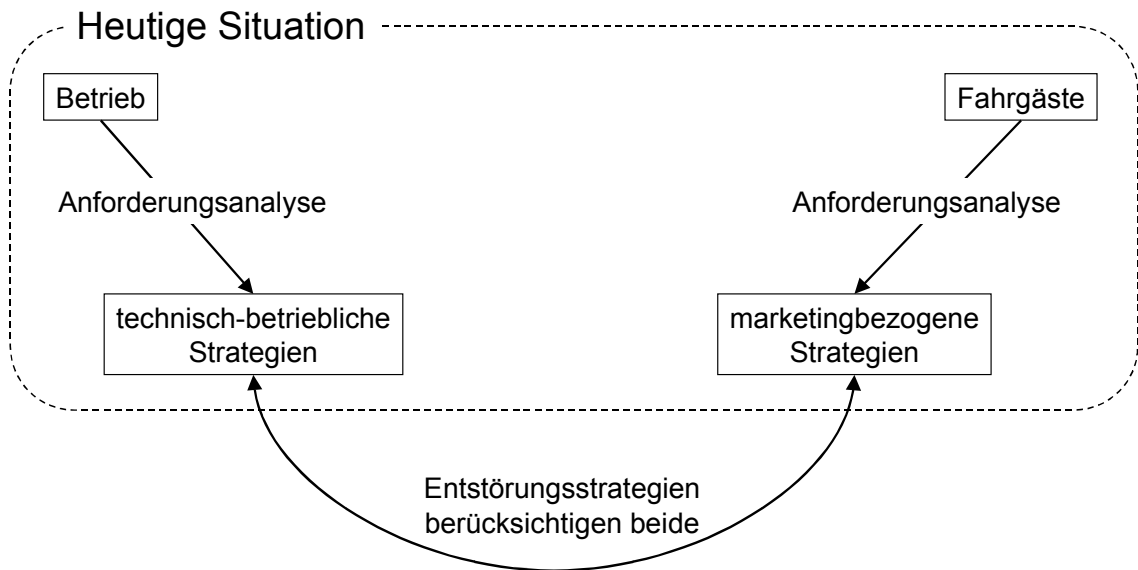 Heutige Situation
Betrieb
Fahrgäste
Anforderungsanalyse
Anforderungsanalyse
technisch-betriebliche
Strategien
marketingbezogene
Strategien
Entstörungsstrategien
berücksichtigen beide